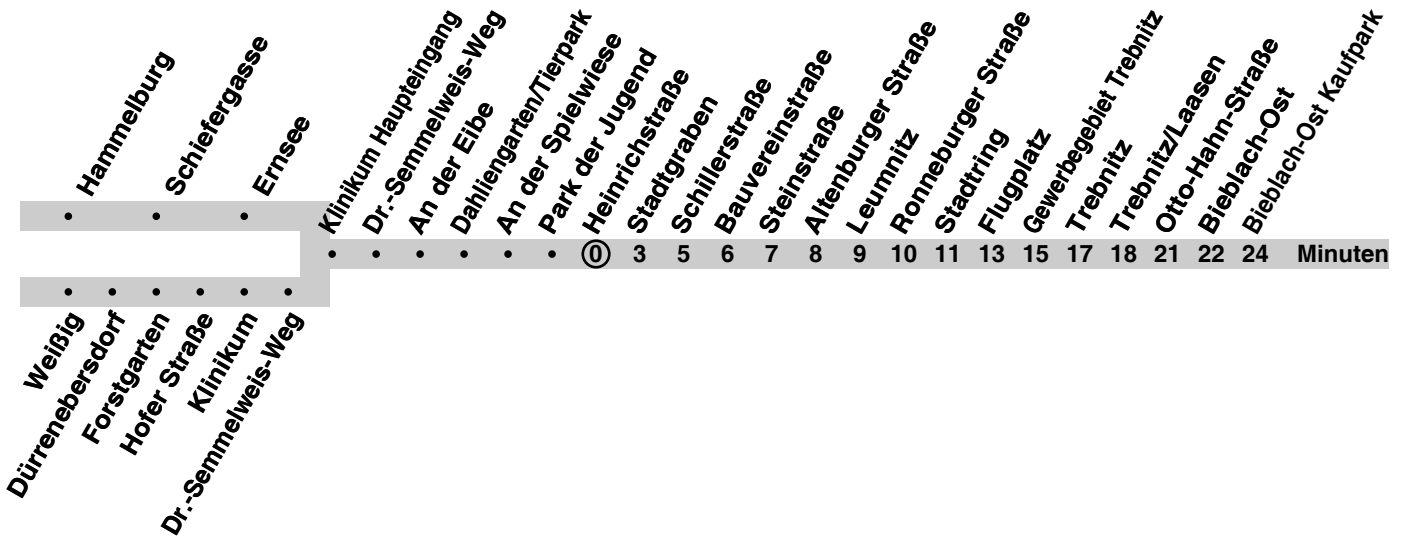 Hammelburg
Schiefergasse
Ernsee
Klinikum Haupteingang
Dr.-Semmelweis-Weg
An der Eibe
Dahliengarten/Tierpark
An der Spielwiese
Park der Jugend
Heinrichstraße
Stadtgraben
Schillerstraße
Bauvereinstraße
Steinstraße
Altenburger Straße
Leumnitz
Ronneburger Straße
Stadtring
Flugplatz
Gewerbegebiet Trebnitz
Trebnitz
Trebnitz/Laasen
Otto-Hahn-Straße
Bieblach-Ost
Bieblach-Ost Kaufpark
0 3 5 6 7 8 9 10 11 13 15 17 18 21 22 24 Minuten
Weißig
Dürrenebersdorf
Forstgarten
Hofer Straße
Klinikum
Dr.-Semmelweis-Weg